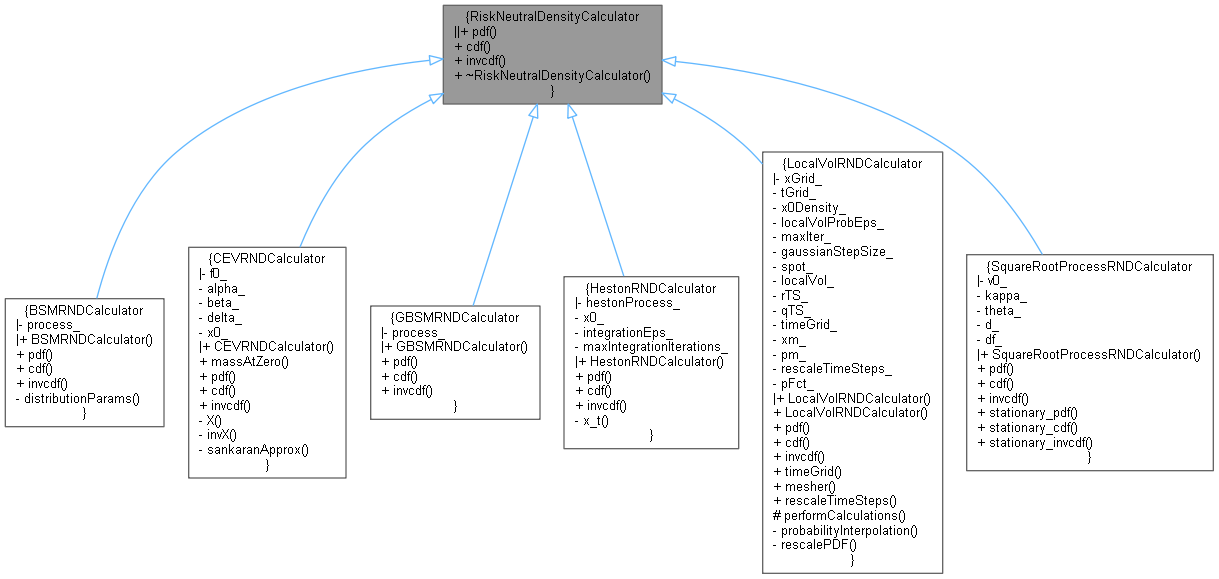 {RiskNeutralDensityCalculator
||+ pdf()
+ cdf()
+ invcdf()
+ ~RiskNeutralDensityCalculator()
}
{BSMRNDCalculator
|- process_
|+ BSMRNDCalculator()
+ pdf()
+ cdf()
+ invcdf()
- distributionParams()
}
{CEVRNDCalculator
|- f0_
- alpha_
- beta_
- delta_
- x0_
|+ CEVRNDCalculator()
+ massAtZero()
+ pdf()
+ cdf()
+ invcdf()
- X()
- invX()
- sankaranApprox()
}
{GBSMRNDCalculator
|- process_
|+ GBSMRNDCalculator()
+ pdf()
+ cdf()
+ invcdf()
}
{HestonRNDCalculator
|- hestonProcess_
- x0_
- integrationEps_
- maxIntegrationIterations_
|+ HestonRNDCalculator()
+ pdf()
+ cdf()
+ invcdf()
- x_t()
}
{LocalVolRNDCalculator
|- xGrid_
- tGrid_
- x0Density_
- localVolProbEps_
- maxIter_
- gaussianStepSize_
- spot_
- localVol_
- rTS_
- qTS_
- timeGrid_
- xm_
- pm_
- rescaleTimeSteps_
- pFct_
|+ LocalVolRNDCalculator()
+ LocalVolRNDCalculator()
+ pdf()
+ cdf()
+ invcdf()
+ timeGrid()
+ mesher()
+ rescaleTimeSteps()
# performCalculations()
- probabilityInterpolation()
- rescalePDF()
}
{SquareRootProcessRNDCalculator
|- v0_
- kappa_
- theta_
- d_
- df_
|+ SquareRootProcessRNDCalculator()
+ pdf()
+ cdf()
+ invcdf()
+ stationary_pdf()
+ stationary_cdf()
+ stationary_invcdf()
}